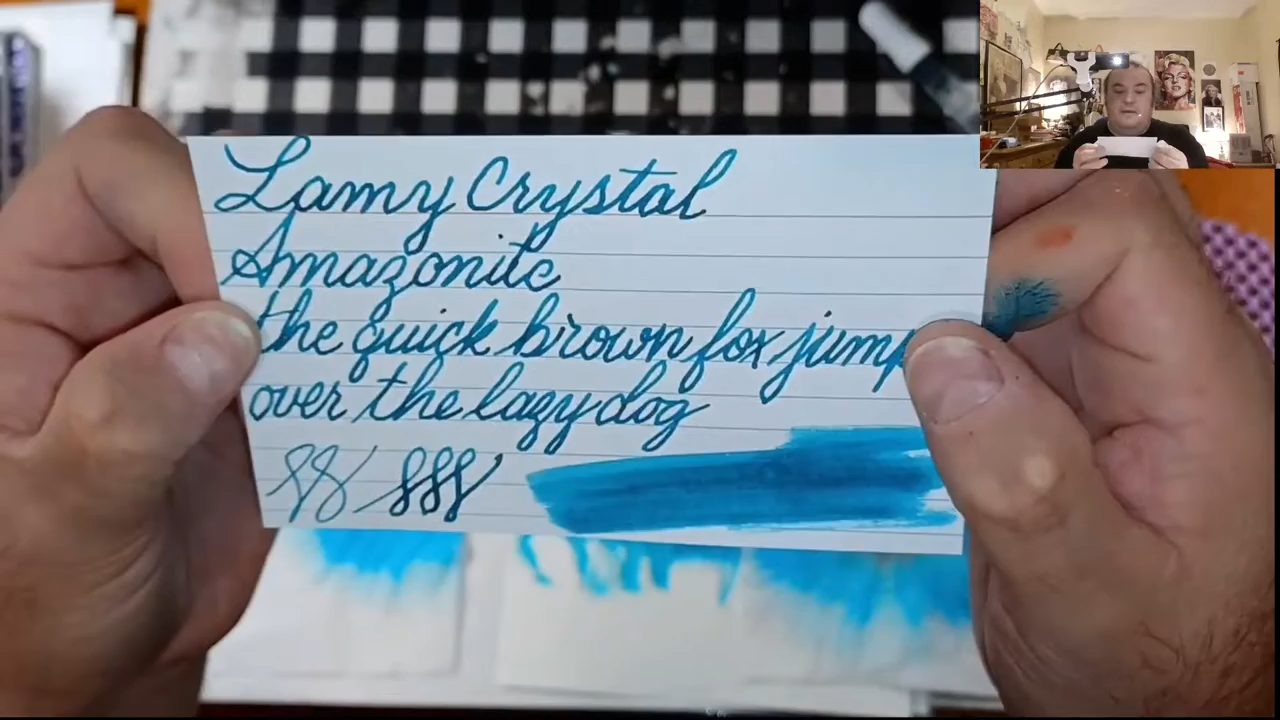 Lamy Crystal
Amazonite
the quick brown fox jump
over the lazy dog